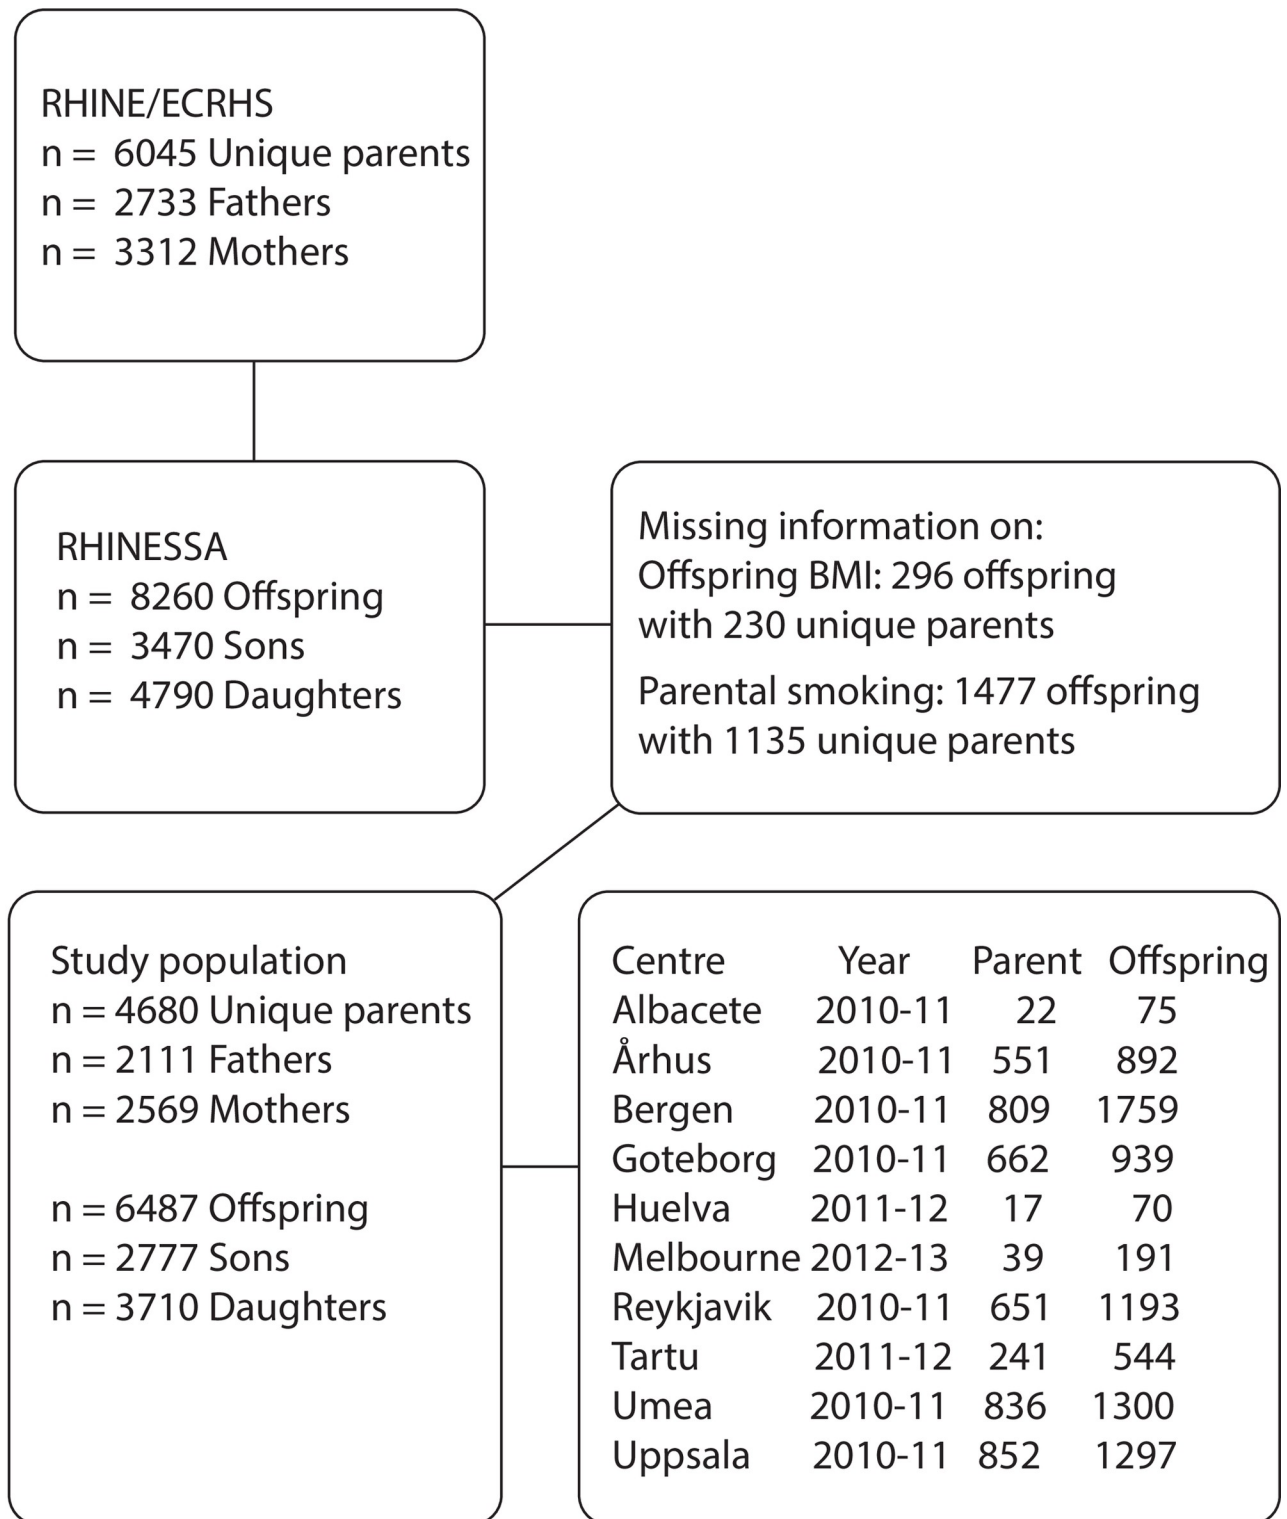 RHINE/ECRHS
n = 6045 Unique parents
n = 2733 Fathers
n = 3312 Mothers
RHINESSA
n = 8260 Offspring
n = 3470 Sons
n = 4790 Daughters
Missing information on:
Offspring BMI: 296 offspring
with 230 unique parents
Parental smoking: 1477 offspring
with 1135 unique parents
Study population
n = 4680 Unique parents
n = 2111 Fathers
n = 2569 Mothers
n = 6487 Offspring
n = 2777 Sons
n = 3710 Daughters
Centre Year Parent Offspring
Albacete 2010-11 22 75
Århus 2010-11 551 892
Bergen 2010-11 809 1759
Goteborg 2010-11 662 939
Huelva 2011-12 17 70
Melbourne 2012-13 39 191
Reykjavik 2010-11 651 1193
Tartu 2011-12 241 544
Umea 2010-11 836 1300
Uppsala 2010-11 852 1297